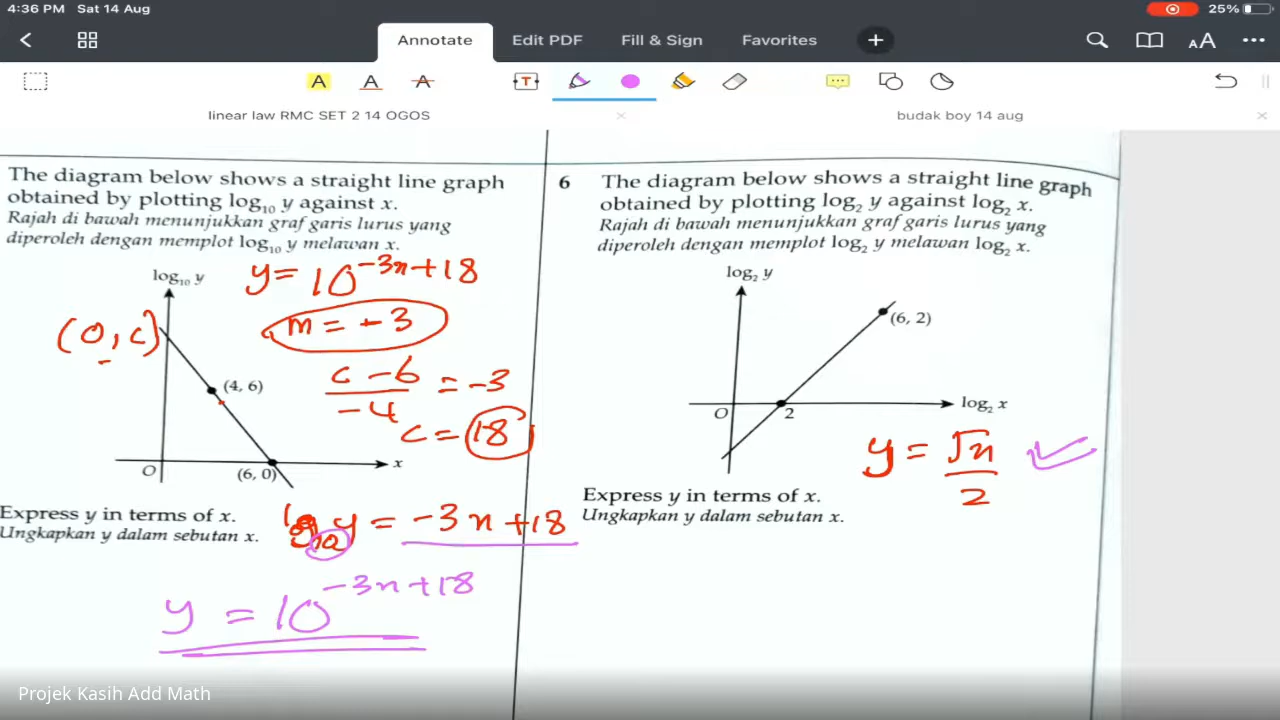 4:36 PM Sat 14 Aug
25%
Annotate
Edit PDF
Fill & Sign
Favorites
AA
A A A T
linear law RMC SET 2 14 OGOS
budak boy 14 aug
The diagram below shows a straight line graph
obtained by plotting log₁₀ y against x.
Rajah di bawah menunjukkan graf garis lurus yang
diperoleh dengan memplot log₁₀ y melawan x.
log₁₀ y
y = 10^(-3x+18)
(0, c)
m = -3
(4, 6)
c - 6 / -4 = -3
c = 18
O
(6, 0)
x
Express y in terms of x.
Ungkapkan y dalam sebutan x.
log₁₀ y = -3x + 18
y = 10^(-3x+18)
6
The diagram below shows a straight line graph
obtained by plotting log₂ y against log₂ x.
Rajah di bawah menunjukkan graf garis lurus yang
diperoleh dengan memplot log₂ y melawan log₂ x.
log₂ y
(6, 2)
O
2
log₂ x
y = √x / 2
Express y in terms of x.
Ungkapkan y dalam sebutan x.
Projek Kasih Add Math